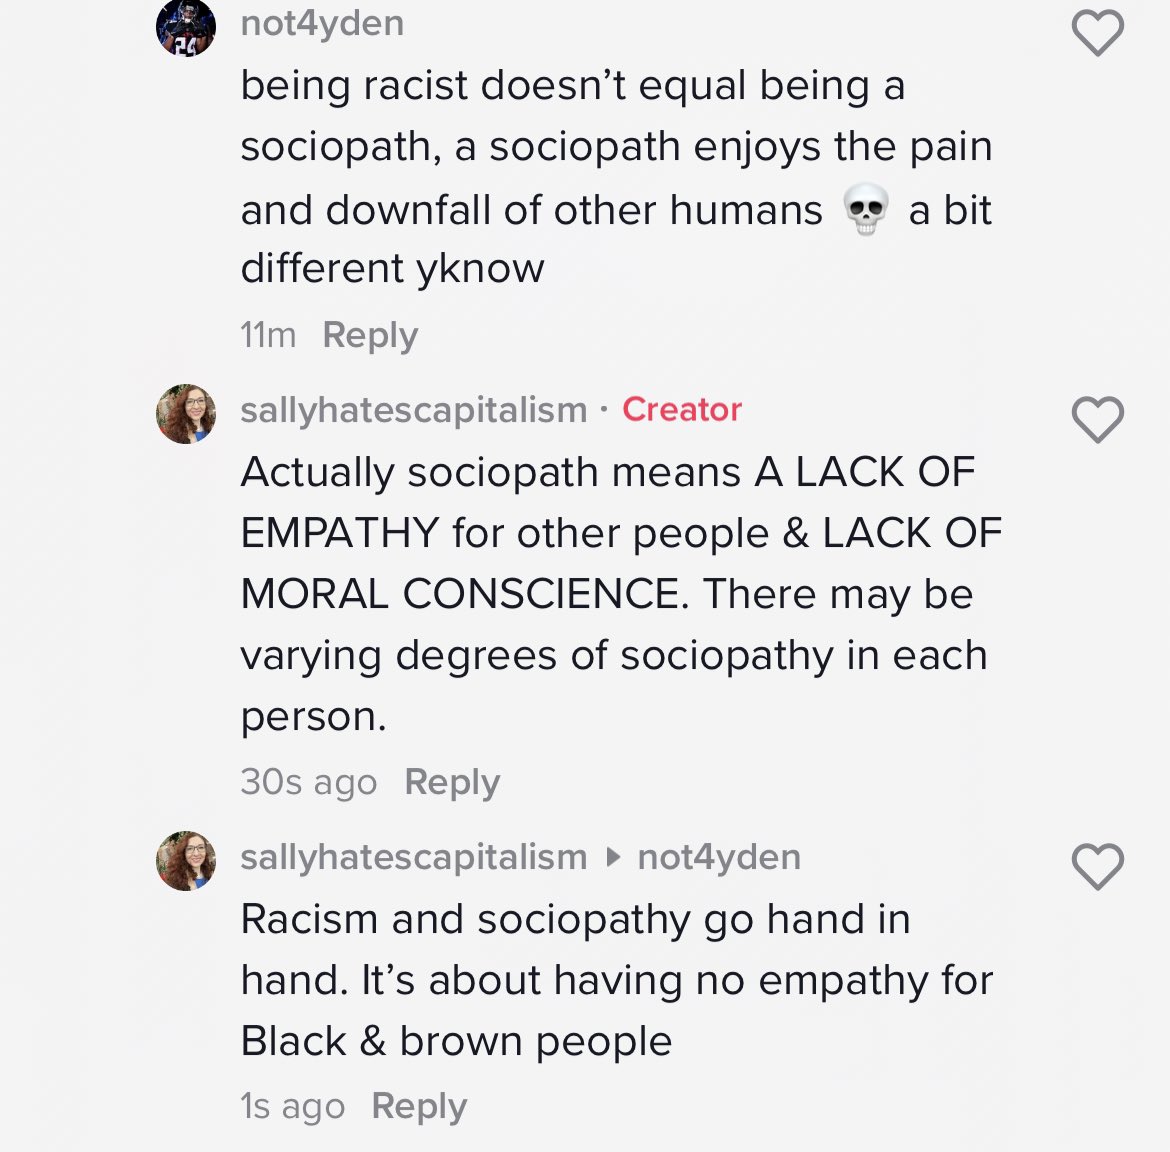 not4yden
being racist doesn’t equal being a
sociopath, a sociopath enjoys the pain
and downfall of other humans 💀 a bit
different yknow
11m Reply
sallyhatescapitalism · Creator
Actually sociopath means A LACK OF
EMPATHY for other people & LACK OF
MORAL CONSCIENCE. There may be
varying degrees of sociopathy in each
person.
30s ago Reply
sallyhatescapitalism ▸ not4yden
Racism and sociopathy go hand in
hand. It’s about having no empathy for
Black & brown people
1s ago Reply